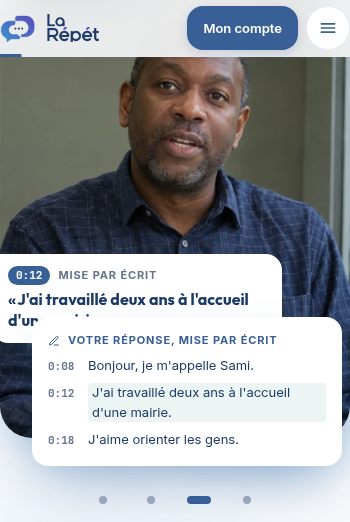 La
Répét
Mon compte
0:12 MISE PAR ÉCRIT
«J'ai travaillé deux ans à l'accueil
VOTRE RÉPONSE, MISE PAR ÉCRIT
0:08 Bonjour, je m'appelle Sami.
0:12 J'ai travaillé deux ans à l'accueil
d'une mairie.
0:18 J'aime orienter les gens.